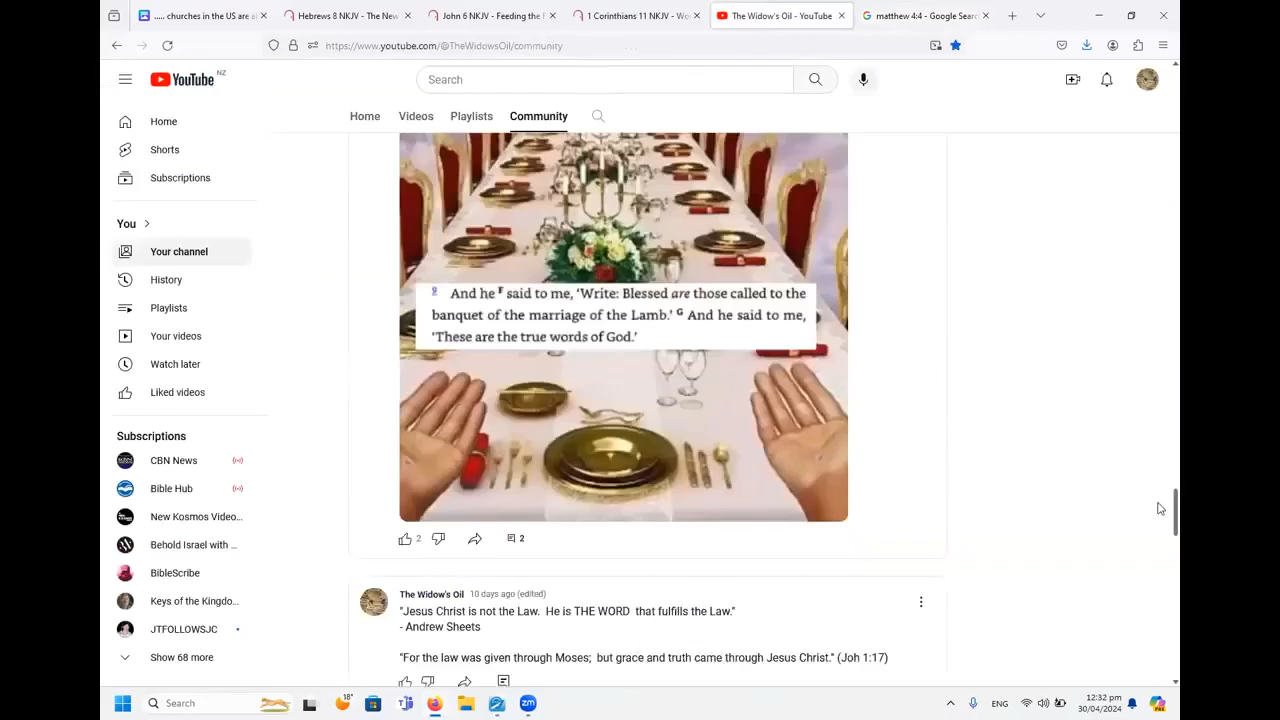 ..... churches in the US are al
Hebrews 8 NKJV - The New
John 6 NKJV - Feeding the Fi
1 Corinthians 11 NKJV - Wo
The Widow's Oil - YouTube
matthew 4:4 - Google Searc
https://www.youtube.com/@TheWidowsOil/community
YouTube NZ
Search
Home Videos Playlists Community
Home
Shorts
Subscriptions
You
Your channel
History
Playlists
Your videos
Watch later
Liked videos
Subscriptions
CBN News
Bible Hub
New Kosmos Video...
Behold Israel with ...
BibleScribe
Keys of the Kingdo...
JTFOLLOWSJC
Show 68 more
9 And he F said to me, 'Write: Blessed are those called to the
banquet of the marriage of the Lamb.' G And he said to me,
'These are the true words of God.'
2 2
The Widow's Oil 10 days ago (edited)
"Jesus Christ is not the Law. He is THE WORD that fulfills the Law."
- Andrew Sheets
"For the law was given through Moses; but grace and truth came through Jesus Christ." (Joh 1:17)
Search
18°
zm
ENG
12:32 pm
30/04/2024